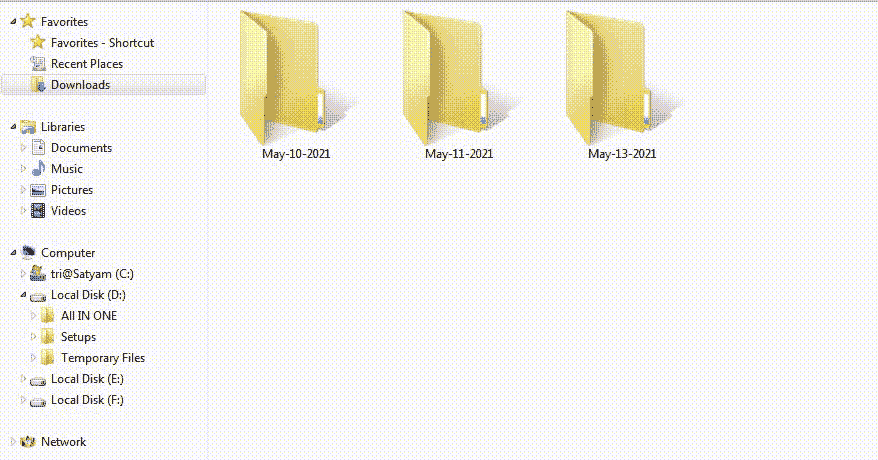 Favorites
Favorites - Shortcut
Recent Places
Downloads
Libraries
Documents
Music
Pictures
Videos
Computer
tri@Satyam (C:)
Local Disk (D:)
All IN ONE
Setups
Temporary Files
Local Disk (E:)
Local Disk (F:)
Network
May-10-2021
May-11-2021
May-13-2021